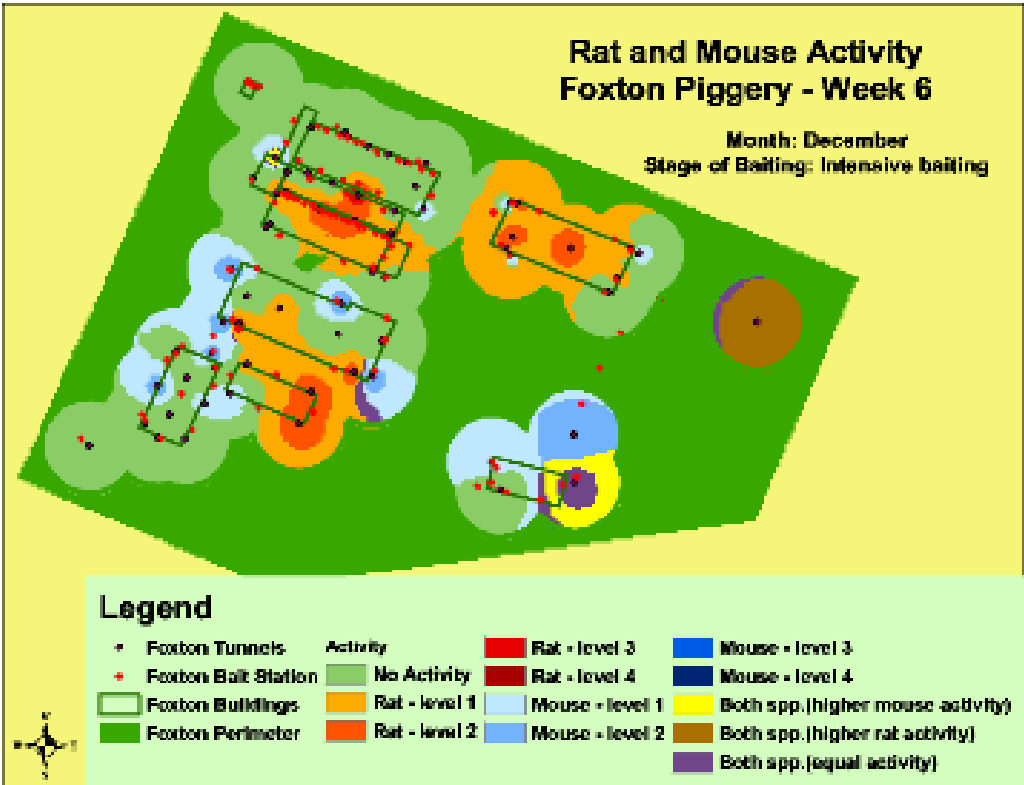 Rat and Mouse Activity
Foxton Piggery - Week 6
Month: December
Stage of Baiting: Intensive baiting
Legend
Foxton Tunnels
Foxton Bait Station
Foxton Buildings
Foxton Perimeter
Activity
No Activity
Rat - level 1
Rat - level 2
Rat - level 3
Rat - level 4
Mouse - level 1
Mouse - level 2
Mouse - level 3
Mouse - level 4
Both spp.(higher mouse activity)
Both spp.(higher rat activity)
Both spp.(equal activity)